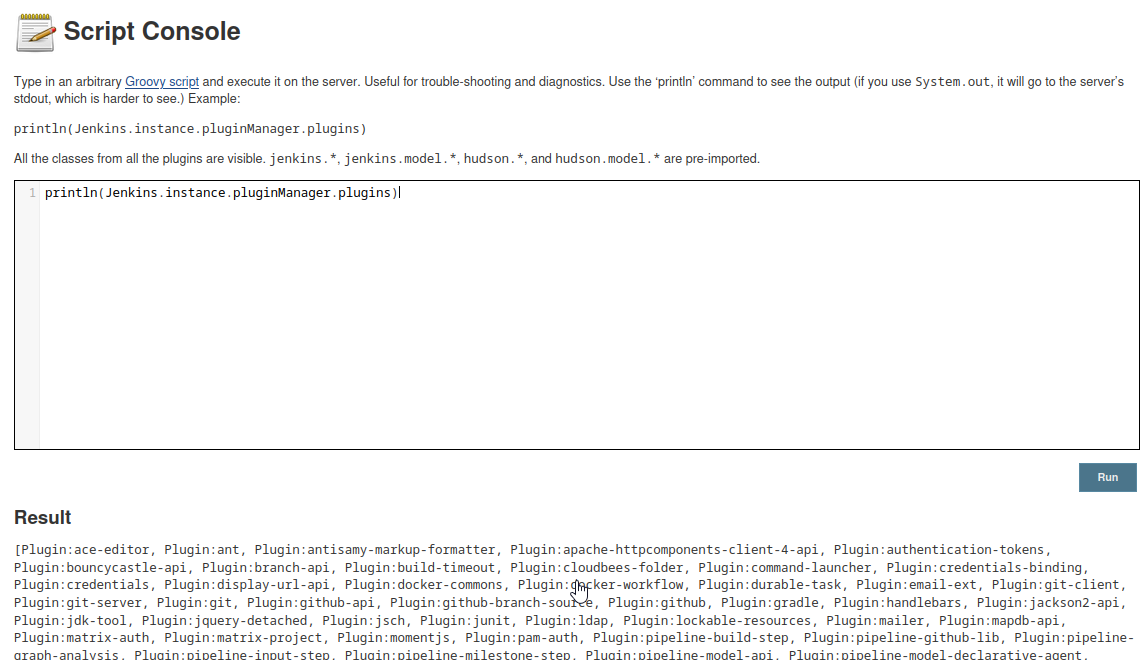 Script Console
Type in an arbitrary Groovy script and execute it on the server. Useful for trouble-shooting and diagnostics. Use the ‘println’ command to see the output (if you use System.out, it will go to the server’s
stdout, which is harder to see.) Example:
println(Jenkins.instance.pluginManager.plugins)
All the classes from all the plugins are visible. jenkins.*, jenkins.model.*, hudson.*, and hudson.model.* are pre-imported.
1 println(Jenkins.instance.pluginManager.plugins)
Run
Result
[Plugin:ace-editor, Plugin:ant, Plugin:antisamy-markup-formatter, Plugin:apache-httpcomponents-client-4-api, Plugin:authentication-tokens,
Plugin:bouncycastle-api, Plugin:branch-api, Plugin:build-timeout, Plugin:cloudbees-folder, Plugin:command-launcher, Plugin:credentials-binding,
Plugin:credentials, Plugin:display-url-api, Plugin:docker-commons, Plugin:docker-workflow, Plugin:durable-task, Plugin:email-ext, Plugin:git-client,
Plugin:git-server, Plugin:git, Plugin:github-api, Plugin:github-branch-source, Plugin:github, Plugin:gradle, Plugin:handlebars, Plugin:jackson2-api,
Plugin:jdk-tool, Plugin:jquery-detached, Plugin:jsch, Plugin:junit, Plugin:ldap, Plugin:lockable-resources, Plugin:mailer, Plugin:mapdb-api,
Plugin:matrix-auth, Plugin:matrix-project, Plugin:momentjs, Plugin:pam-auth, Plugin:pipeline-build-step, Plugin:pipeline-github-lib, Plugin:pipeline-
graph-analysis, Plugin:pipeline-input-step, Plugin:pipeline-milestone-step, Plugin:pipeline-model-api, Plugin:pipeline-model-declarative-agent,